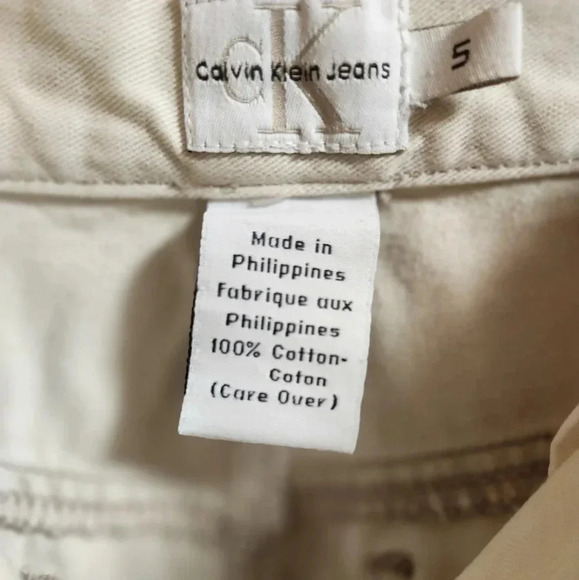 CK
Calvin Klein Jeans
5
Made in
Philippines
Fabrique aux
Philippines
100% Cotton-
Coton
(Care Over)